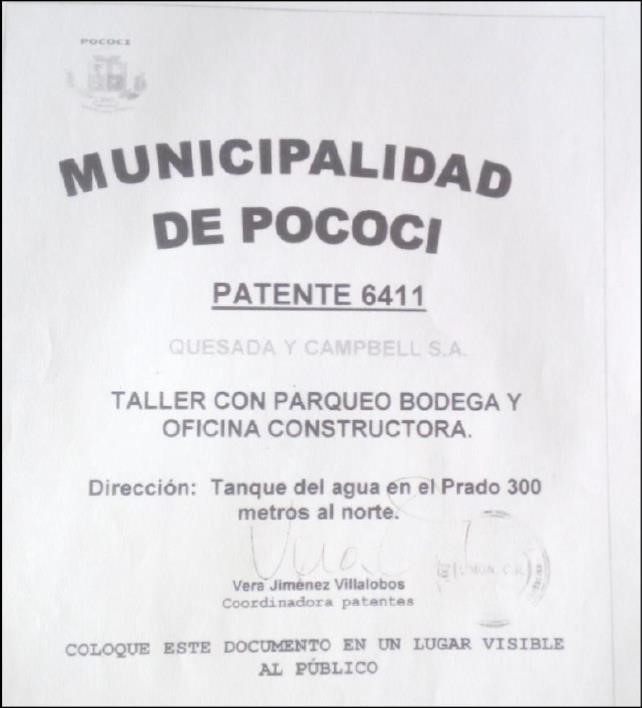 POCOCI
MUNICIPALIDAD
DE POCOCI
PATENTE 6411
QUESADA Y CAMPBELL S.A.
TALLER CON PARQUEO BODEGA Y
OFICINA CONSTRUCTORA.
Dirección: Tanque del agua en el Prado 300
metros al norte.
Vera Jiménez Villalobos
Coordinadora patentes
COLOQUE ESTE DOCUMENTO EN UN LUGAR VISIBLE
AL PÚBLICO